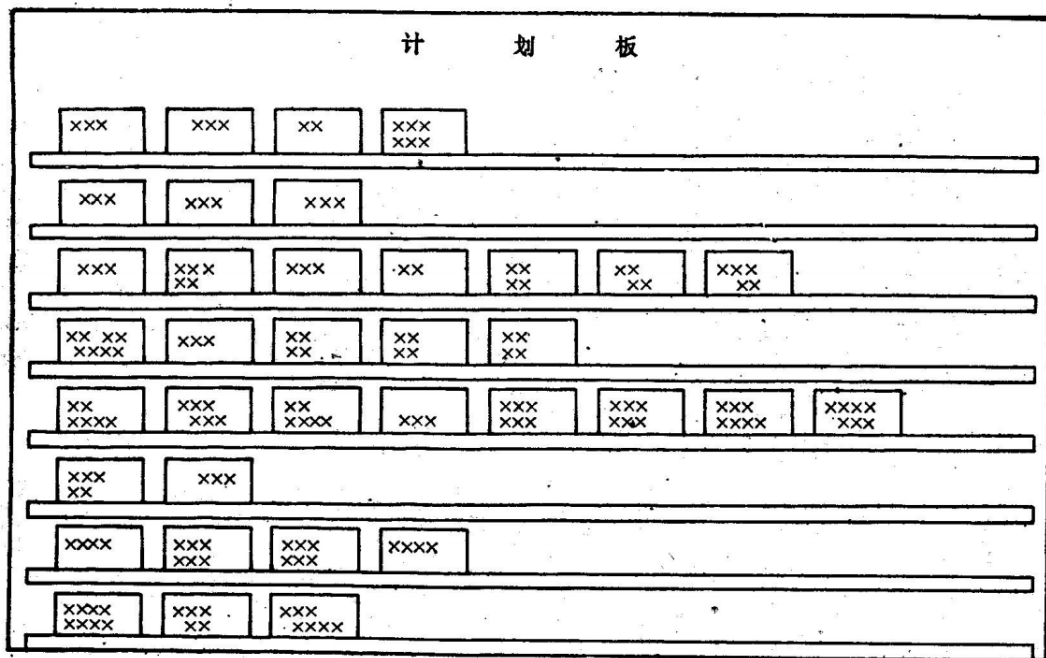 计划板
××× ××× ×× ×××
×××
××× ××× ×××
××× ××× ××× ×× ×× ×× ×××
×× ×× ×× ××
×× ×× ××× ×× ×× ××
×××× ×× ×× ××
×× ××× ×× ××× ××× ××× ××××
×××× ××× ×××× ××× ××× ××× ×××× ×××
××× ×××
××
×××× ××× ××× ××××
××× ×××
×××× ××× ×××
×××× ×× ××××